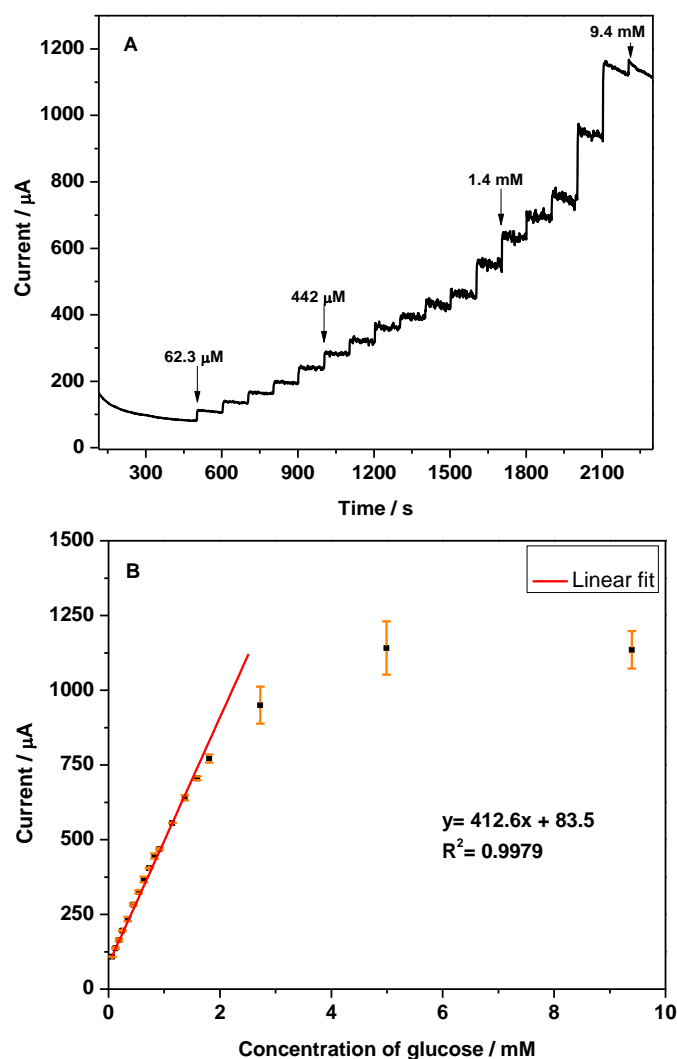 A
9.4 mM
1200
1000
1.4 mM
800
600
442 µM
400
62.3 µM
200
0
Current / µA
300 600 900 1200 1500 1800 2100
Time / s
1500
B
Linear fit
1250
1000
750
y= 412.6x + 83.5
R²= 0.9979
500
250
0
Current / µA
0 2 4 6 8 10
Concentration of glucose / mM